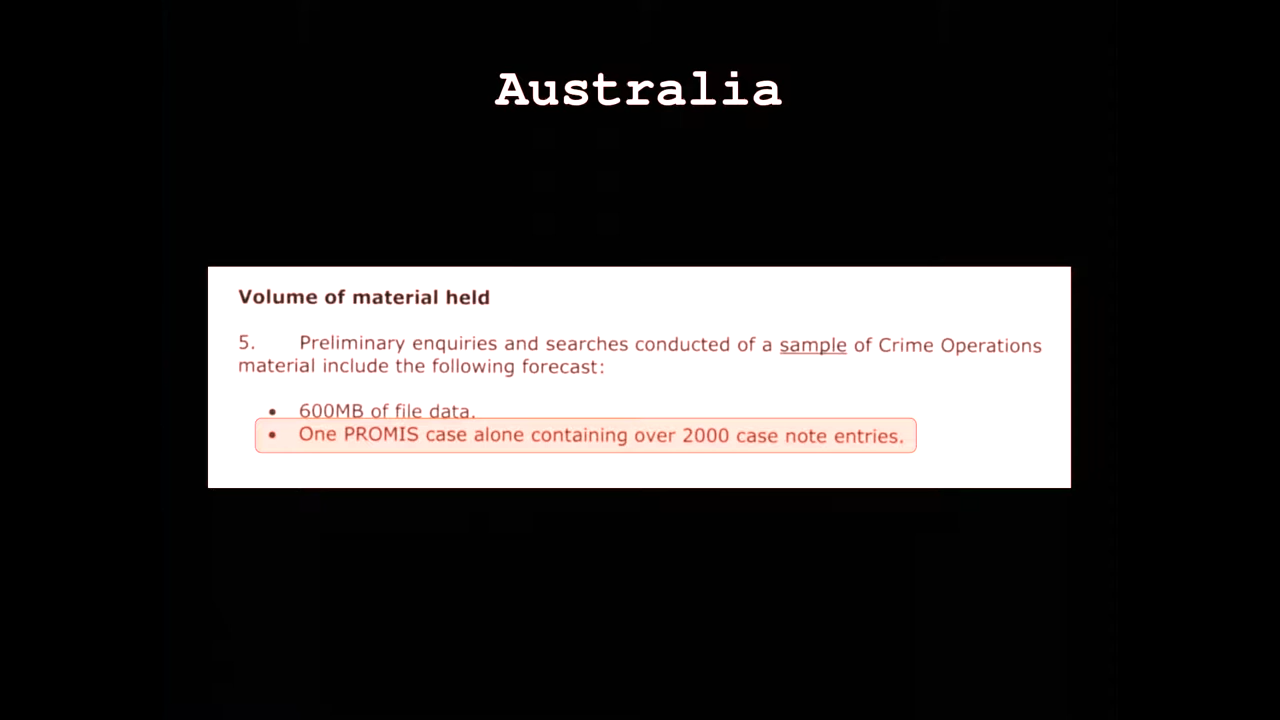 Australia
Volume of material held
5. Preliminary enquiries and searches conducted of a sample of Crime Operations
material include the following forecast:
• 600MB of file data.
• One PROMIS case alone containing over 2000 case note entries.